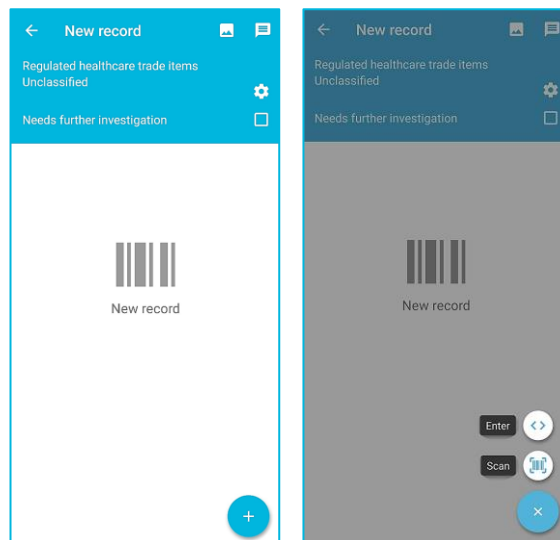 New record
Regulated healthcare trade items
Unclassified
Needs further investigation
New record
New record
Regulated healthcare trade items
Unclassified
Needs further investigation
New record
Enter
Scan